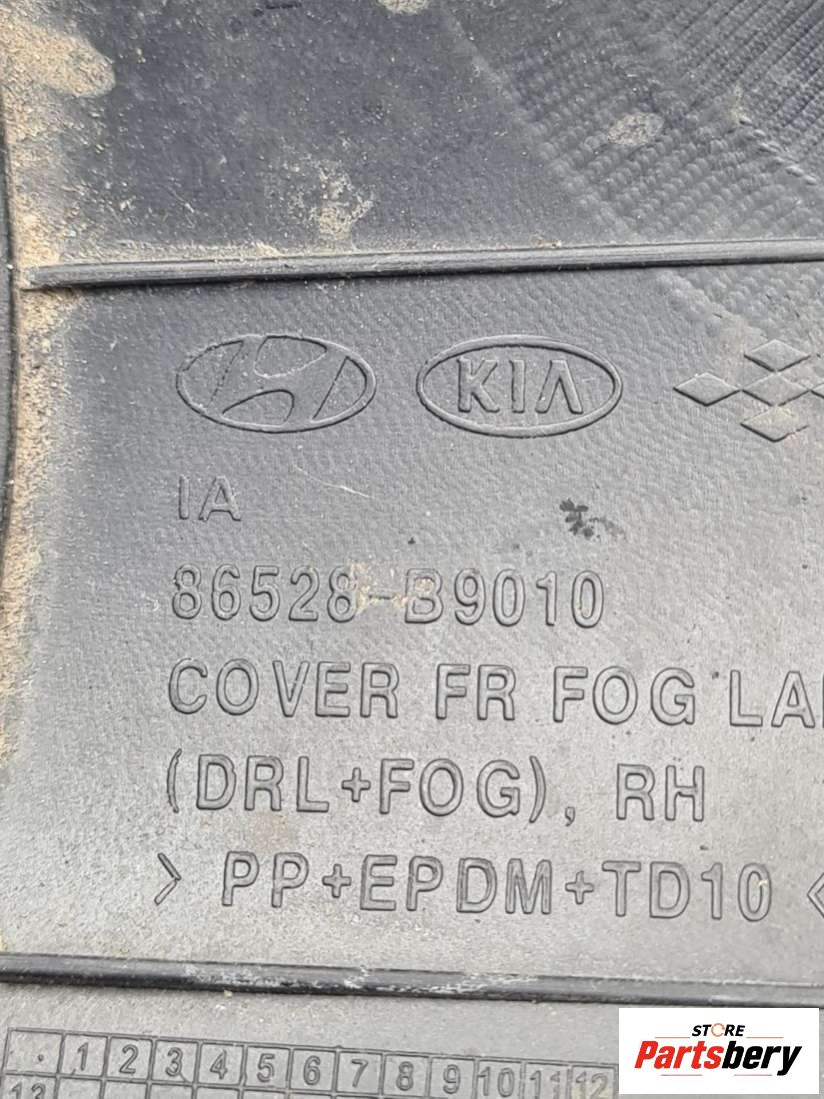 KIA
IA
86528-B9010
COVER FR FOG
(DRL+FOG), RH
> PP+EPDM+TD10 <
1 2 3 4 5 6 7 8 9 10 11 12
13
STORE
Partsbery